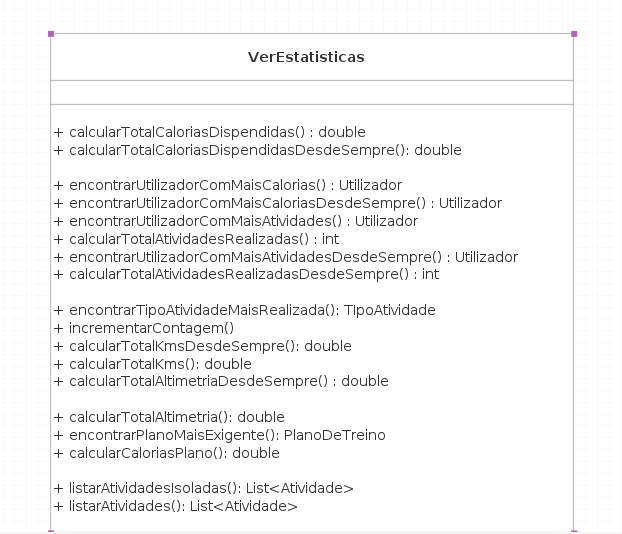 VerEstatisticas
+ calcularTotalCaloriasDispendidas() : double
+ calcularTotalCaloriasDispendidasDesdeSempre(): double
+ encontrarUtilizadorComMaisCalorias() : Utilizador
+ encontrarUtilizadorComMaisCaloriasDesdeSempre() : Utilizador
+ encontrarUtilizadorComMaisAtividades() : Utilizador
+ calcularTotalAtividadesRealizadas() : int
+ encontrarUtilizadorComMaisAtividadesDesdeSempre() : Utilizador
+ calcularTotalAtividadesRealizadasDesdeSempre() : int
+ encontrarTipoAtividadeMaisRealizada(): TIpoAtividade
+ incrementarContagem()
+ calcularTotalKmsDesdeSempre(): double
+ calcularTotalKms(): double
+ calcularTotalAltimetriaDesdeSempre() : double
+ calcularTotalAltimetria(): double
+ encontrarPlanoMaisExigente(): PlanoDeTreino
+ calcularCaloriasPlano(): double
+ listarAtividadesIsoladas(): List<Atividade>
+ listarAtividades(): List<Atividade>